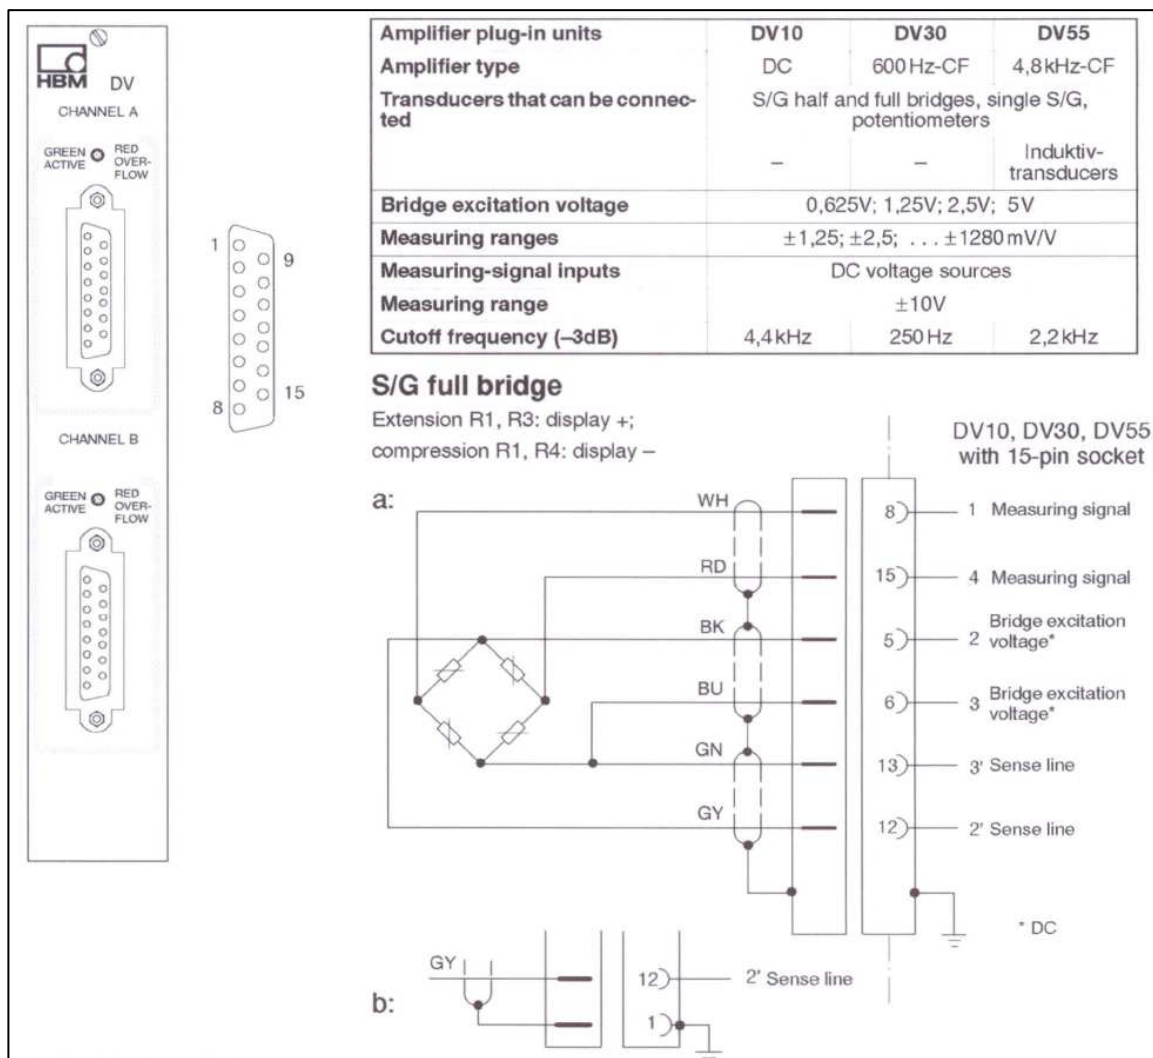 HBM DV
CHANNEL A
GREEN ACTIVE
RED OVER-
FLOW
CHANNEL B
GREEN ACTIVE
RED OVER-
FLOW
1
9
8
15
Amplifier plug-in units DV10 DV30 DV55
Amplifier type DC 600 Hz-CF 4,8 kHz-CF
Transducers that can be connec-
ted
S/G half and full bridges, single S/G,
potentiometers
– – Induktiv-
transducers
Bridge excitation voltage 0,625V; 1,25V; 2,5V; 5V
Measuring ranges ±1,25; ±2,5; . . . ±1280 mV/V
Measuring-signal inputs DC voltage sources
Measuring range ±10V
Cutoff frequency (–3dB) 4,4 kHz 250 Hz 2,2 kHz
S/G full bridge
Extension R1, R3: display +;
compression R1, R4: display –
DV10, DV30, DV55
with 15-pin socket
a:
WH 8 1 Measuring signal
RD 15 4 Measuring signal
BK 5 2 Bridge excitation
voltage*
BU 6 3 Bridge excitation
voltage*
GN 13 3' Sense line
GY 12 2' Sense line
* DC
b:
GY 12 2' Sense line
1